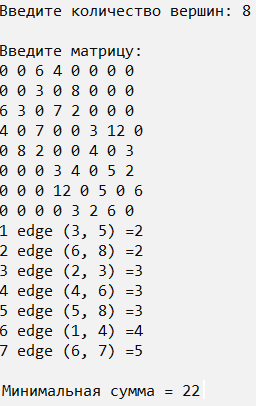 Введите количество вершин: 8
Введите матрицу:
0 0 6 4 0 0 0 0
0 0 3 0 8 0 0 0
6 3 0 7 2 0 0 0
4 0 7 0 0 3 12 0
0 8 2 0 0 4 0 3
0 0 0 3 4 0 5 2
0 0 0 12 0 5 0 6
0 0 0 0 3 2 6 0
1 edge (3, 5) =2
2 edge (6, 8) =2
3 edge (2, 3) =3
4 edge (4, 6) =3
5 edge (5, 8) =3
6 edge (1, 4) =4
7 edge (6, 7) =5
Минимальная сумма = 22